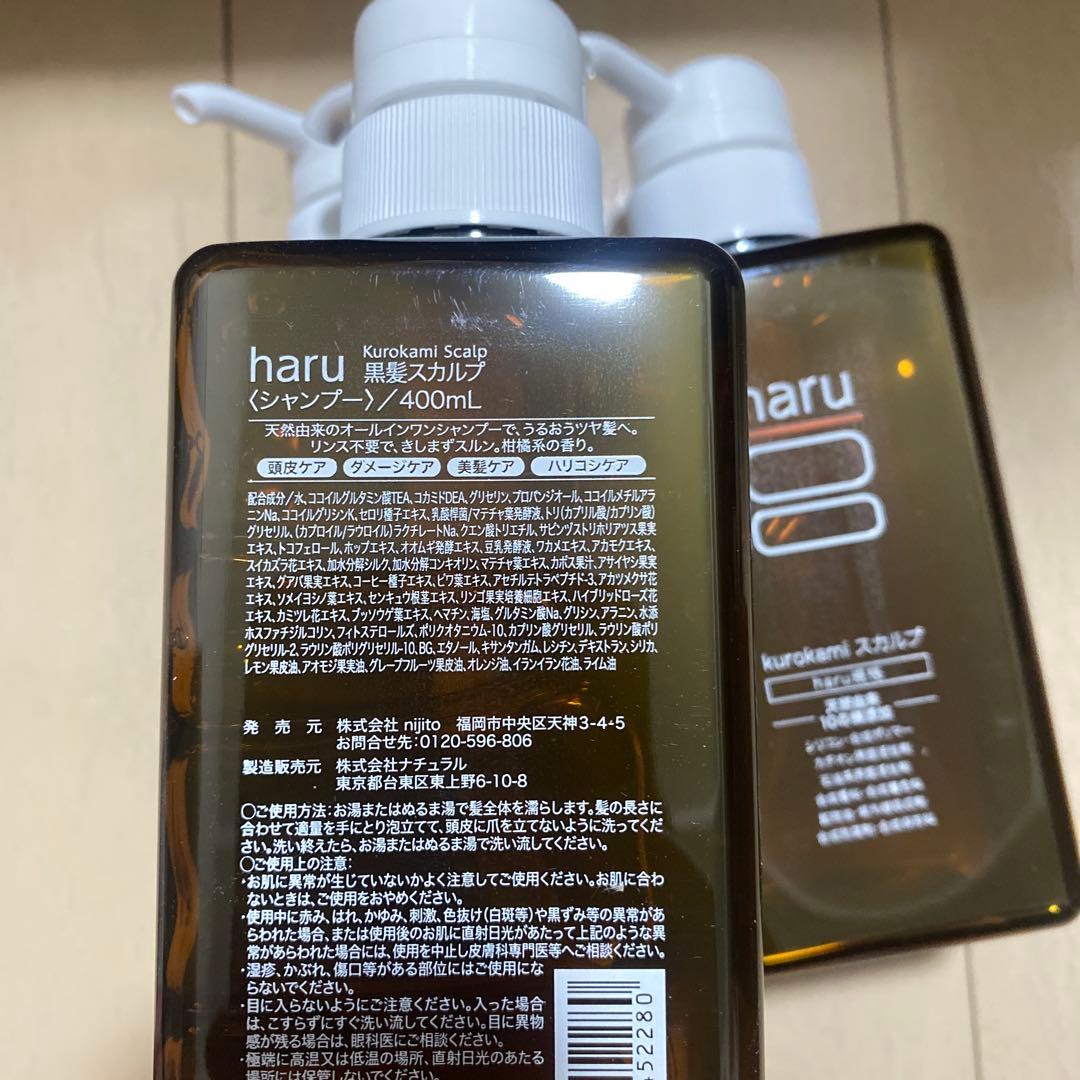 haru
Kurokami Scalp
黒髪スカルプ
〈シャンプー〉／400mL
天然由来のオールインワンシャンプーで、うるおうツヤ髪へ。
リンス不要で、きしまずスルン。柑橘系の香り。
頭皮ケア ダメージケア 美髪ケア ハリコシケア
配合成分／水、ココイルグルタミン酸TEA、コカミドDEA、グリセリン、プロパンジオール、ココイルメチルアラ
ニンNa、ココイルグリシンK、セロリ種子エキス、乳酸桿菌/マテチャ葉発酵液、トリ(カプリル酸/カプリン酸)
グリセリル、(カプロイル/ラウロイル)ラクチレートNa、クエン酸トリエチル、サピンヅストリホリアツス果実
エキス、トコフェロール、ホップエキス、オオムギ発酵エキス、豆乳発酵液、ワカメエキス、アカモクエキス、
スイカズラ花エキス、加水分解シルク、加水分解コンキオリン、マテチャ葉エキス、カボス果汁、アサイヤシ果実
エキス、グアバ果実エキス、コーヒー種子エキス、ビワ葉エキス、アセチルテトラペプチド-3、アカツメクサ花
エキス、ソメイヨシノ葉エキス、センキュウ根茎エキス、リンゴ果実培養細胞エキス、ハイブリッドローズ花
エキス、カミツレ花エキス、ブッソウゲ葉エキス、ヘマチン、海塩、グルタミン酸Na、グリシン、アラニン、水添
ホスファチジルコリン、フィトステロールズ、ポリクオタニウム-10、カプリン酸グリセリル、ラウリン酸ポリ
グリセリル-2、ラウリン酸ポリグリセリル-10、BG、エタノール、キサンタンガム、レシチン、デキストラン、シリカ、
レモン果皮油、アオモジ果実油、グレープフルーツ果皮油、オレンジ油、イランイラン花油、ライム油
発売元 株式会社 nijito 福岡市中央区天神3-4-5
お問合せ先：0120-596-806
製造販売元 株式会社ナチュラル
東京都台東区東上野6-10-8
〇ご使用方法：お湯またはぬるま湯で髪全体を濡らします。髪の長さに
合わせて適量を手にとり泡立てて、頭皮に爪を立てないように洗ってくだ
さい。洗い終えたら、お湯またはぬるま湯で洗い流してください。
〇ご使用上の注意：
・お肌に異常が生じていないかよく注意してご使用ください。お肌に合わ
ないときは、ご使用をおやめください。
・使用中に赤み、はれ、かゆみ、刺激、色抜け(白斑等)や黒ずみ等の異常があ
らわれた場合、または使用後のお肌に直射日光があたって上記のような異
常があらわれた場合には、使用を中止し皮膚科専門医等へご相談ください。
・湿疹、かぶれ、傷口等がある部位にはご使用にな
らないでください。
・目に入らないようにご注意ください。入った場合
は、こすらずにすぐ洗い流してください。目に異物
感が残る場合は、眼科医にご相談ください。
・極端に高温又は低温の場所、直射日光のあたる
場所には保管しないでください。
52280
haru
kurokami スカルプ
天然由来